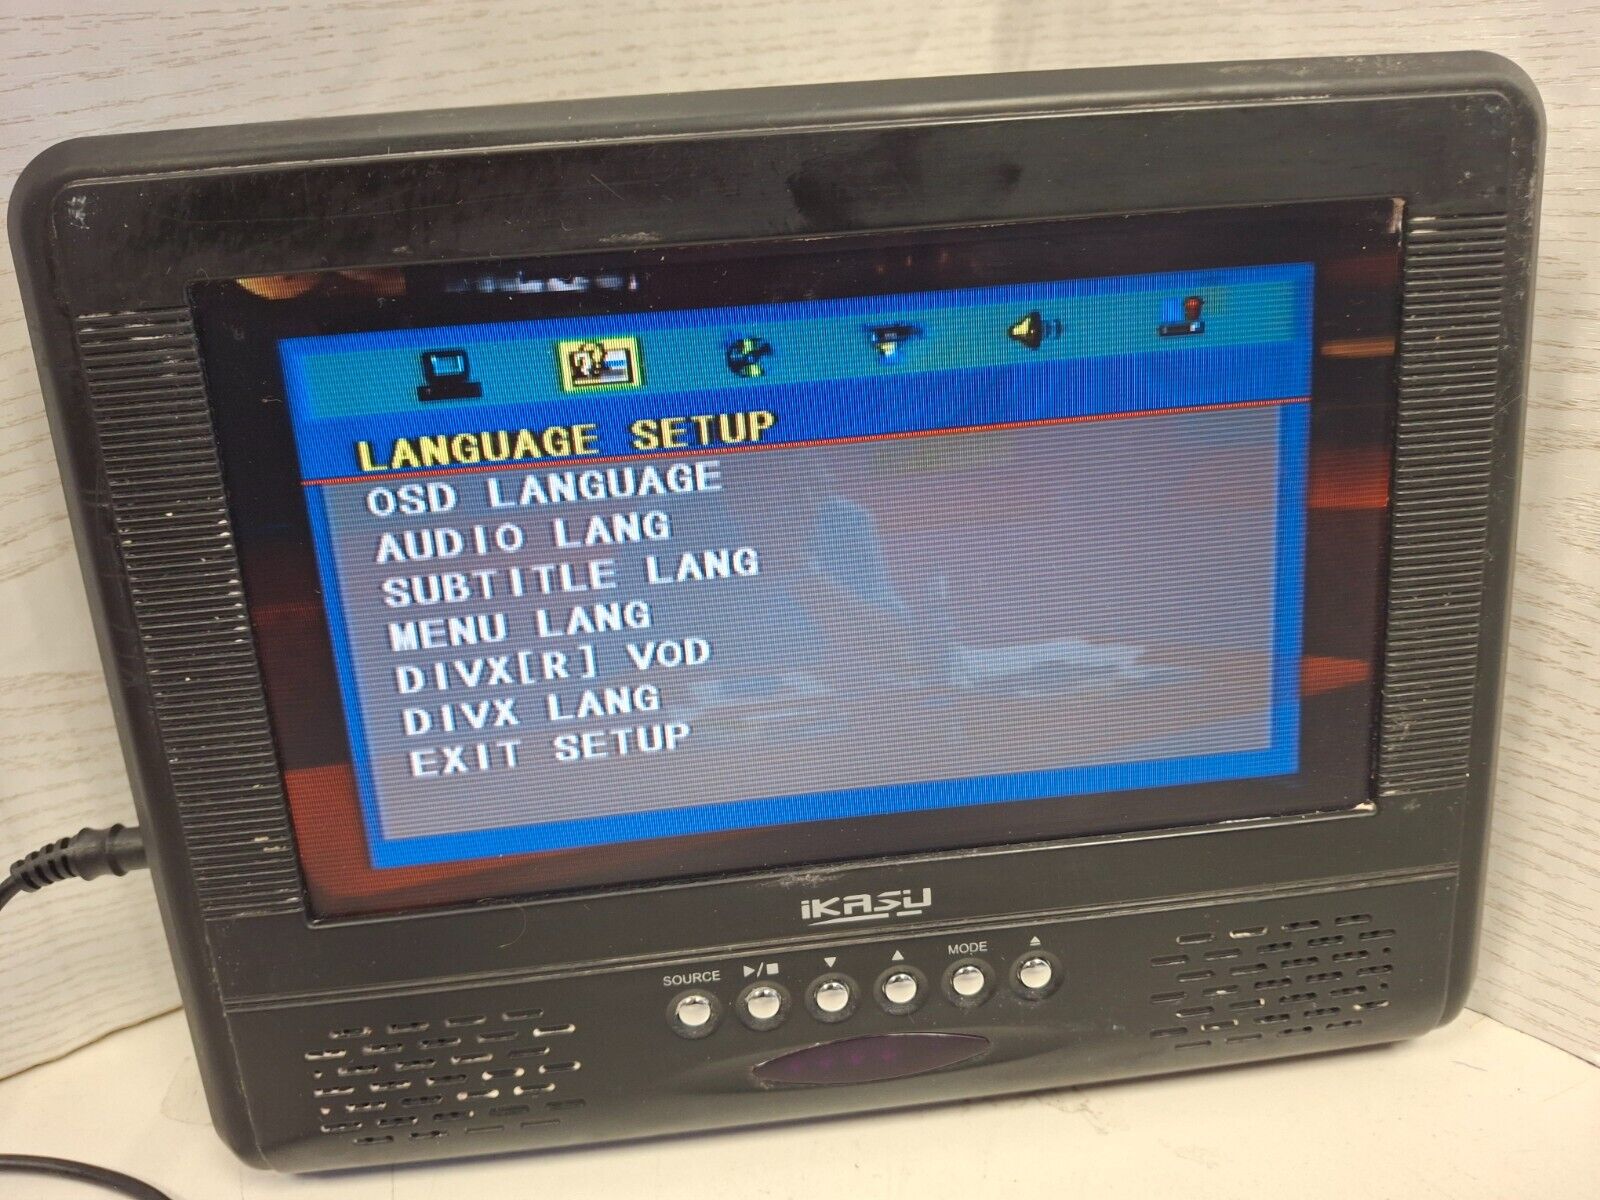 LANGUAGE SETUP
OSD LANGUAGE
AUDIO LANG
SUBTITLE LANG
MENU LANG
DIVX[R] VOD
DIVX LANG
EXIT SETUP
iKASU
SOURCE ▶/■ ▼ ▲ MODE ⏏